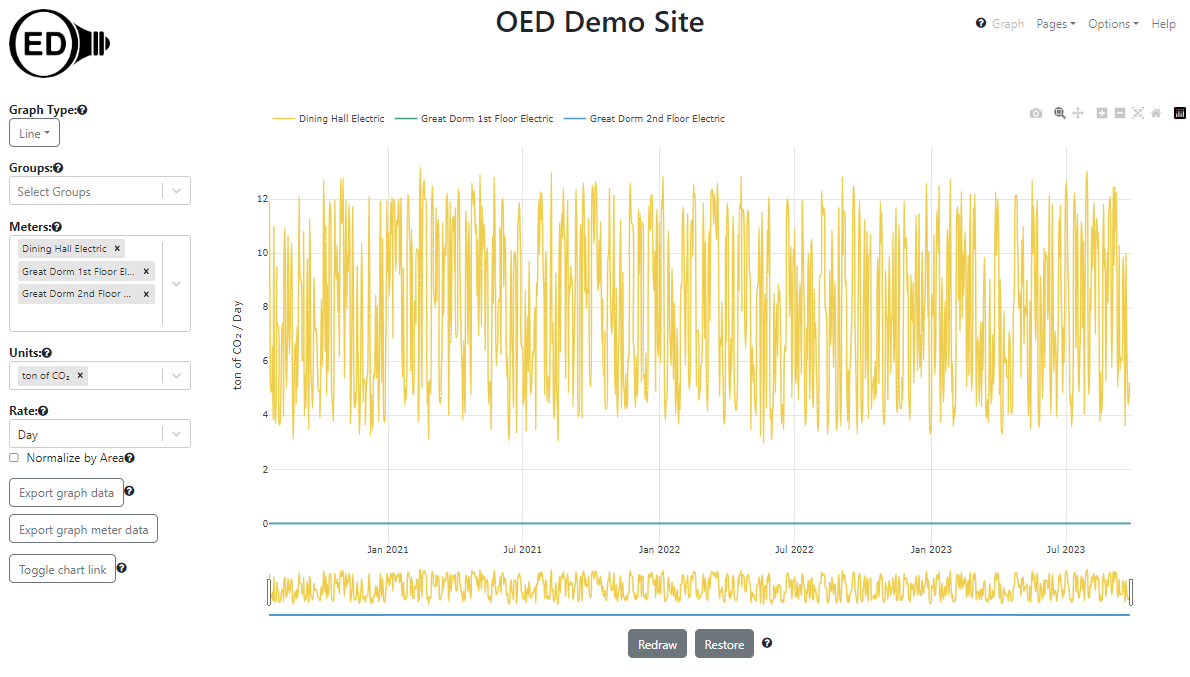 ED
OED Demo Site
Graph Pages Options Help
Graph Type:
Line
Groups:
Select Groups
Meters:
Dining Hall Electric ×
Great Dorm 1st Floor El... ×
Great Dorm 2nd Floor ... ×
Units:
ton of CO₂ ×
Rate:
Day
Normalize by Area
Export graph data
Export graph meter data
Toggle chart link
Dining Hall Electric
Great Dorm 1st Floor Electric
Great Dorm 2nd Floor Electric
ton of CO₂ / Day
12
10
8
6
4
2
0
Jan 2021
Jul 2021
Jan 2022
Jul 2022
Jan 2023
Jul 2023
Redraw
Restore